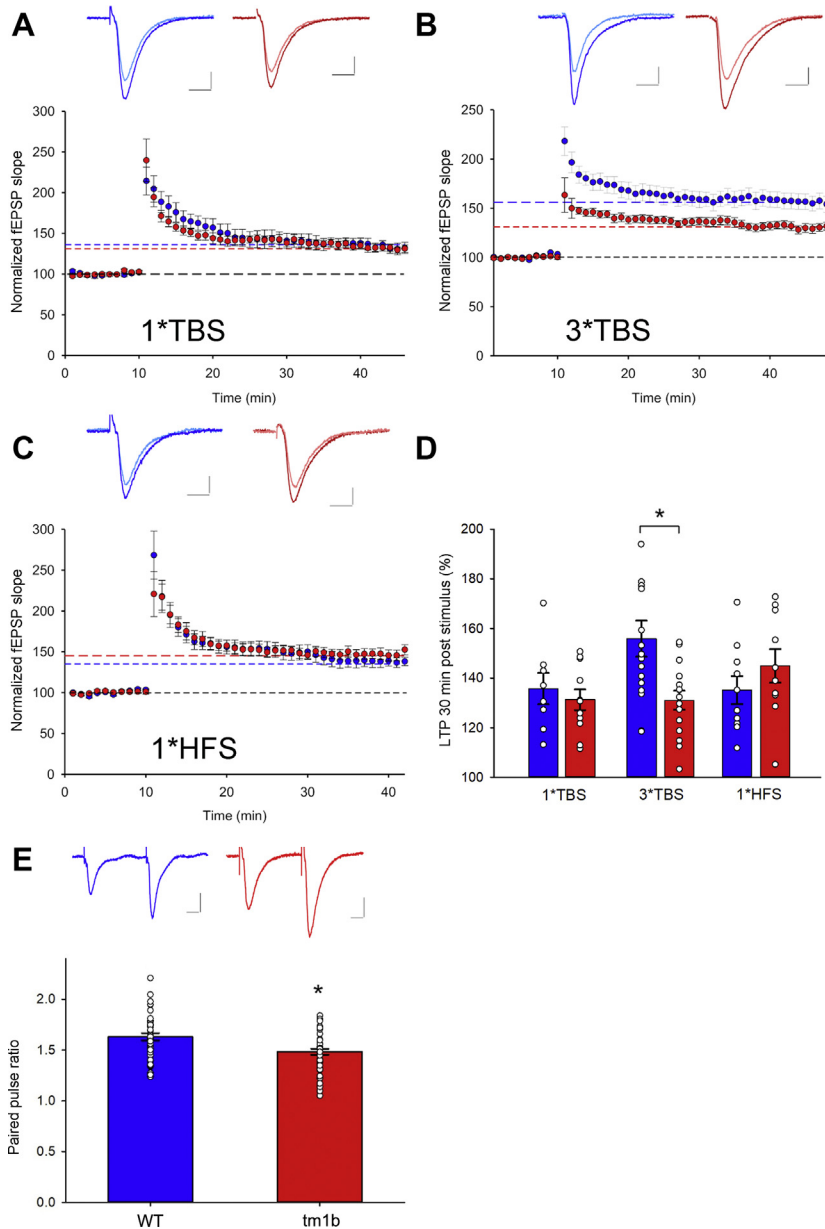 A
B
300
250
200
150
100
50
0
Normalized fEPSP slope
1*TBS
0
10
20
30
40
Time (min)
250
200
150
100
50
0
Normalized fEPSP slope
3*TBS
10
20
30
40
Time (min)
C
D
300
250
200
150
100
50
0
Normalized fEPSP slope
1*HFS
0
10
20
30
40
Time (min)
200
180
160
140
120
100
LTP 30 min post stimulus (%)
*
1*TBS
3*TBS
1*HFS
E
2.0
1.5
1.0
0.5
0.0
Paired pulse ratio
*
WT
tm1b